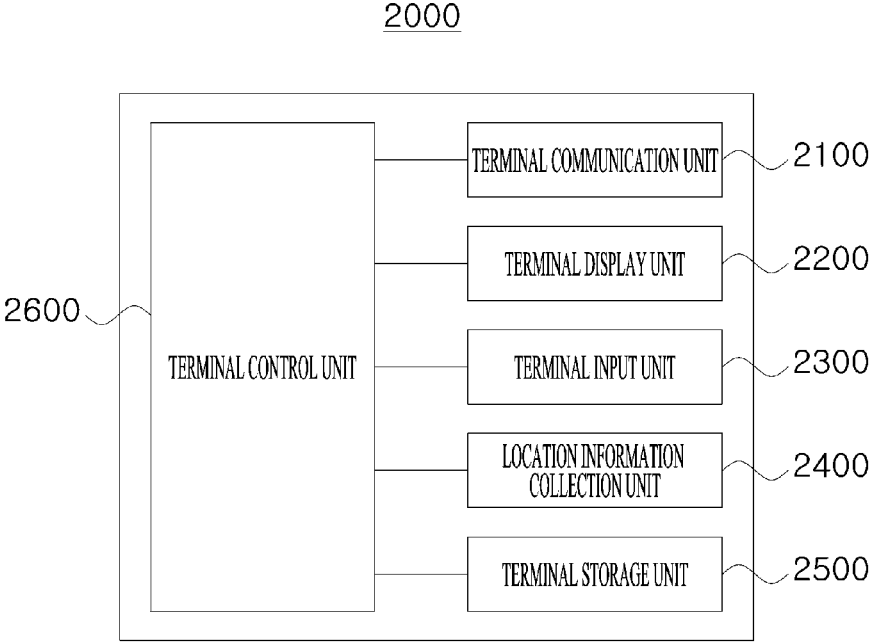 2000
TERMINAL COMMUNICATION UNIT
2100
TERMINAL DISPLAY UNIT
2200
2600
TERMINAL CONTROL UNIT
TERMINAL INPUT UNIT
2300
LOCATION INFORMATION
COLLECTION UNIT
2400
TERMINAL STORAGE UNIT
2500